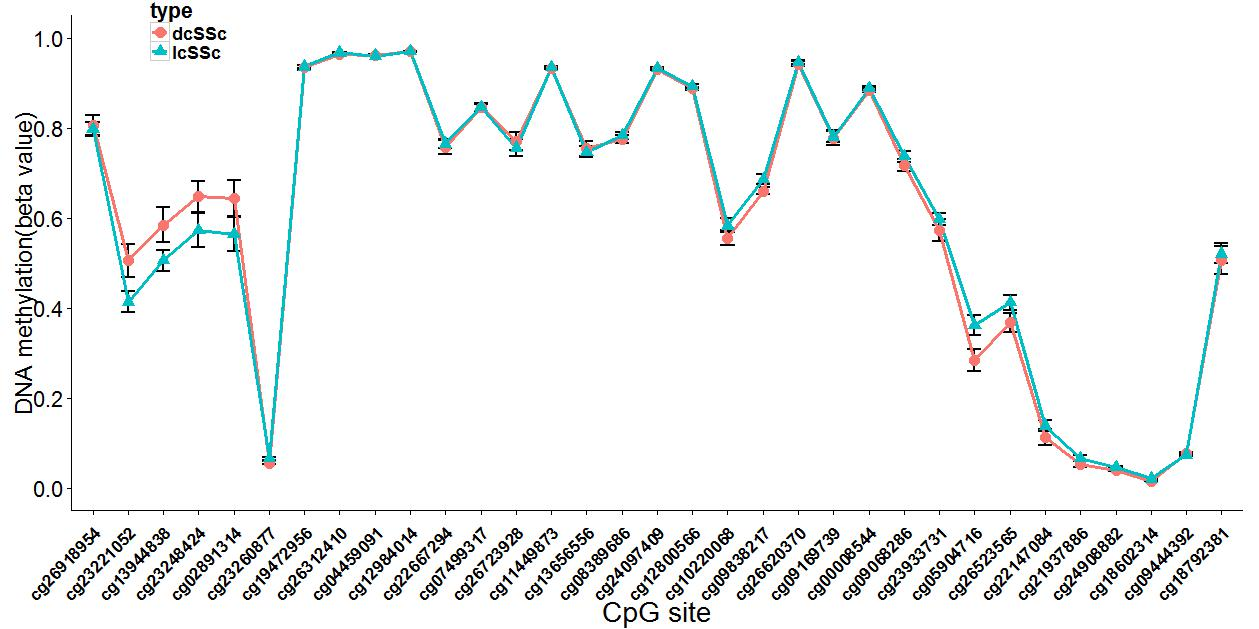 type
dcSSc
lcSSc
DNA methylation(beta value)
1.0
0.8
0.6
0.4
0.2
0.0
cg26918954
cg23221052
cg13944838
cg23248424
cg02891314
cg23260877
cg19472956
cg26312410
cg04459091
cg12984014
cg22667294
cg07499317
cg26723928
cg11449873
cg13656556
cg08389686
cg24097409
cg12800566
cg10220068
cg09838217
cg26620370
cg09169739
cg00008544
cg09068286
cg23933731
cg05904716
cg26523565
cg22147084
cg21937886
cg24908882
cg18602314
cg09444392
cg18792381
CpG site